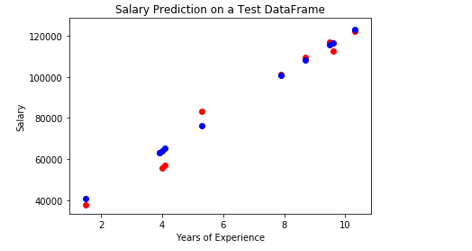 Salary Prediction on a Test DataFrame
120000
100000
80000
60000
40000
Salary
2 4 6 8 10
Years of Experience